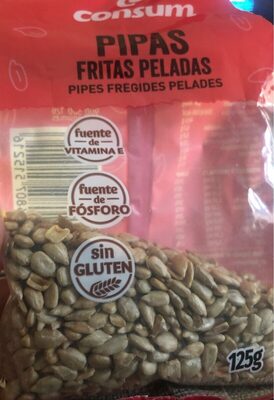 consum
PIPAS
FRITAS PELADAS
PIPES FREGIDES PELADES
fuente
de
VITAMINA E
fuente
de
FÓSFORO
sin
GLUTEN
125g